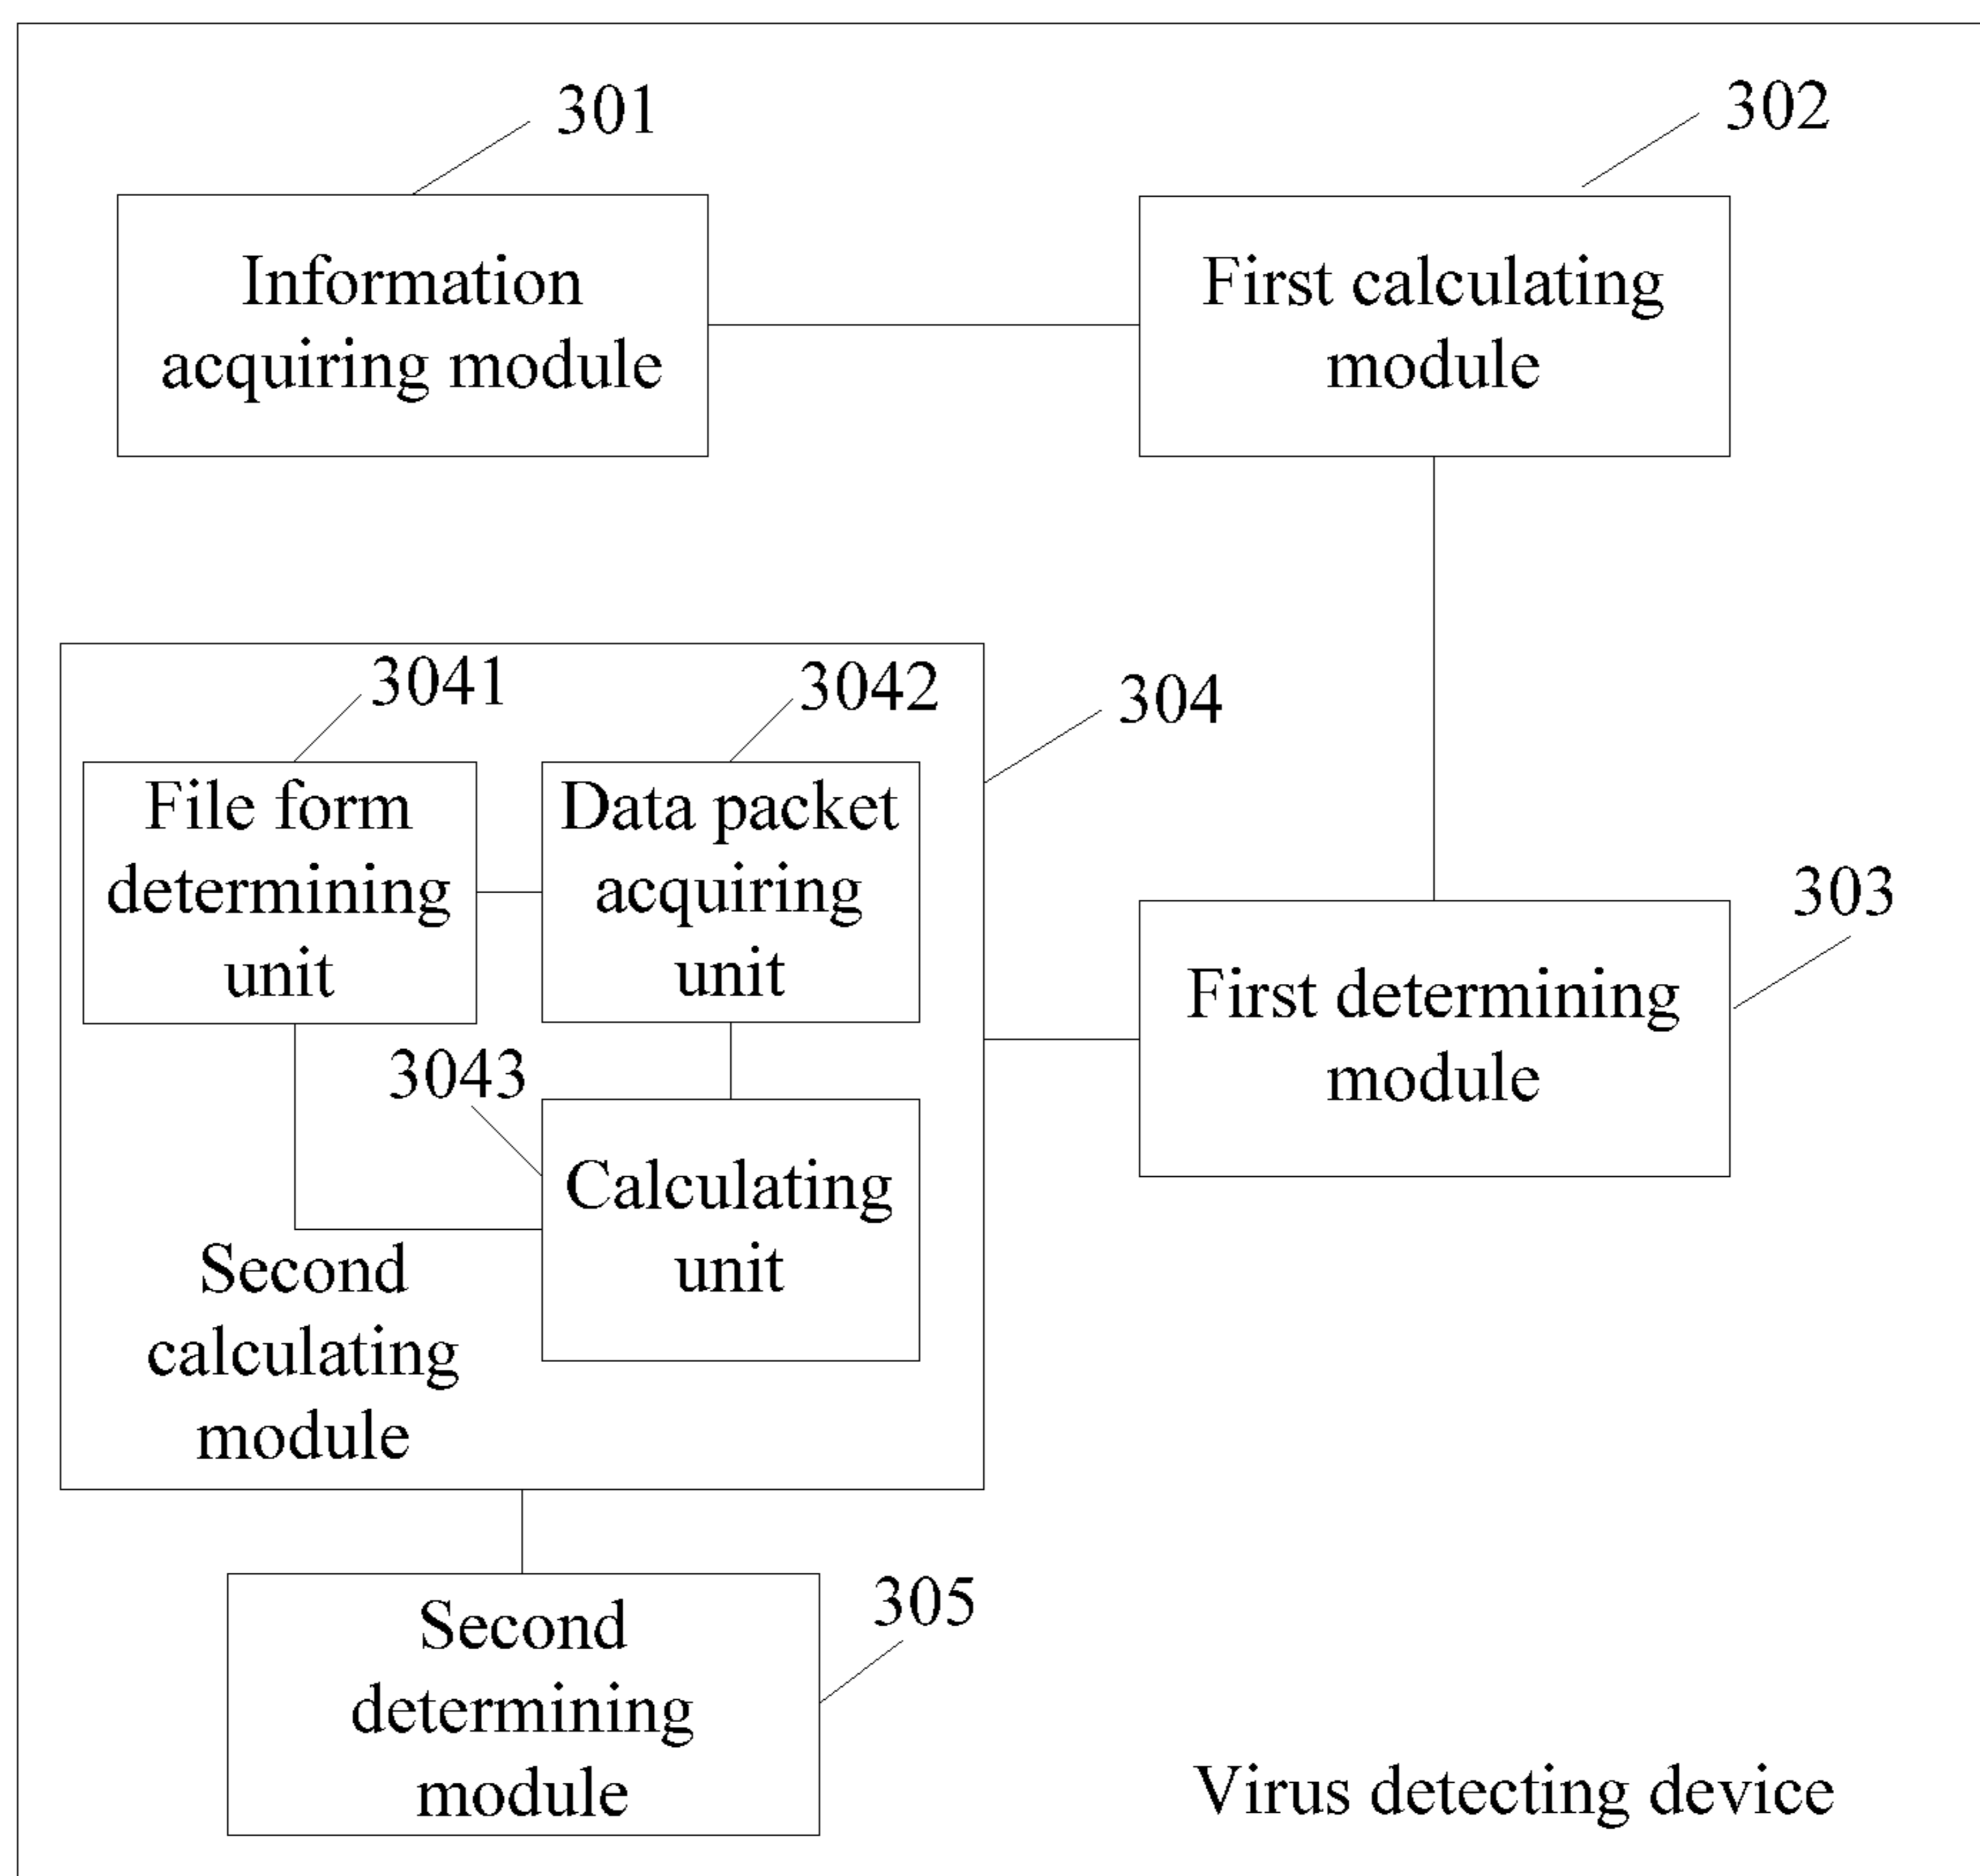 301
302
Information
acquiring module
First calculating
module
3041
3042
304
File form
determining
unit
Data packet
acquiring
unit
303
First determining
module
3043
Calculating
unit
Second
calculating
module
305
Second
determining
module
Virus detecting device